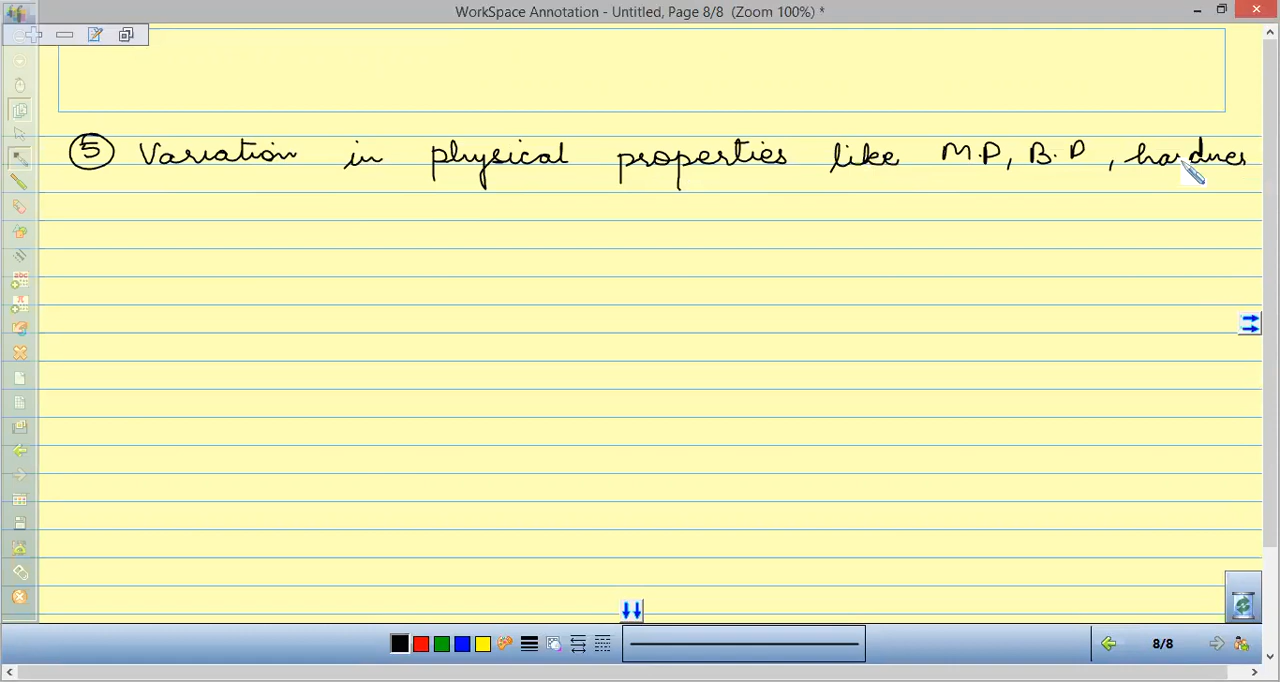 WorkSpace Annotation - Untitled, Page 8/8 (Zoom 100%) *
5 Variation in physical properties like M.P, B.P, hardnes
8/8